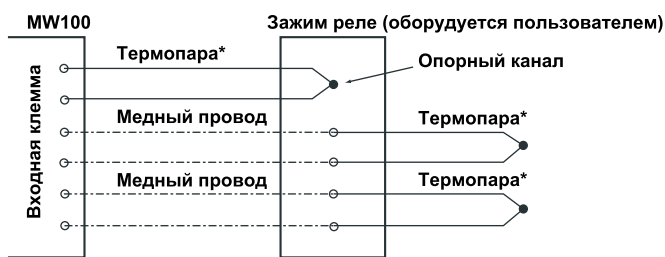 MW100 Зажим реле (оборудуется пользователем)
Термопара*
Опорный канал
Входная клемма
Медный провод
Термопара*
Медный провод
Термопара*